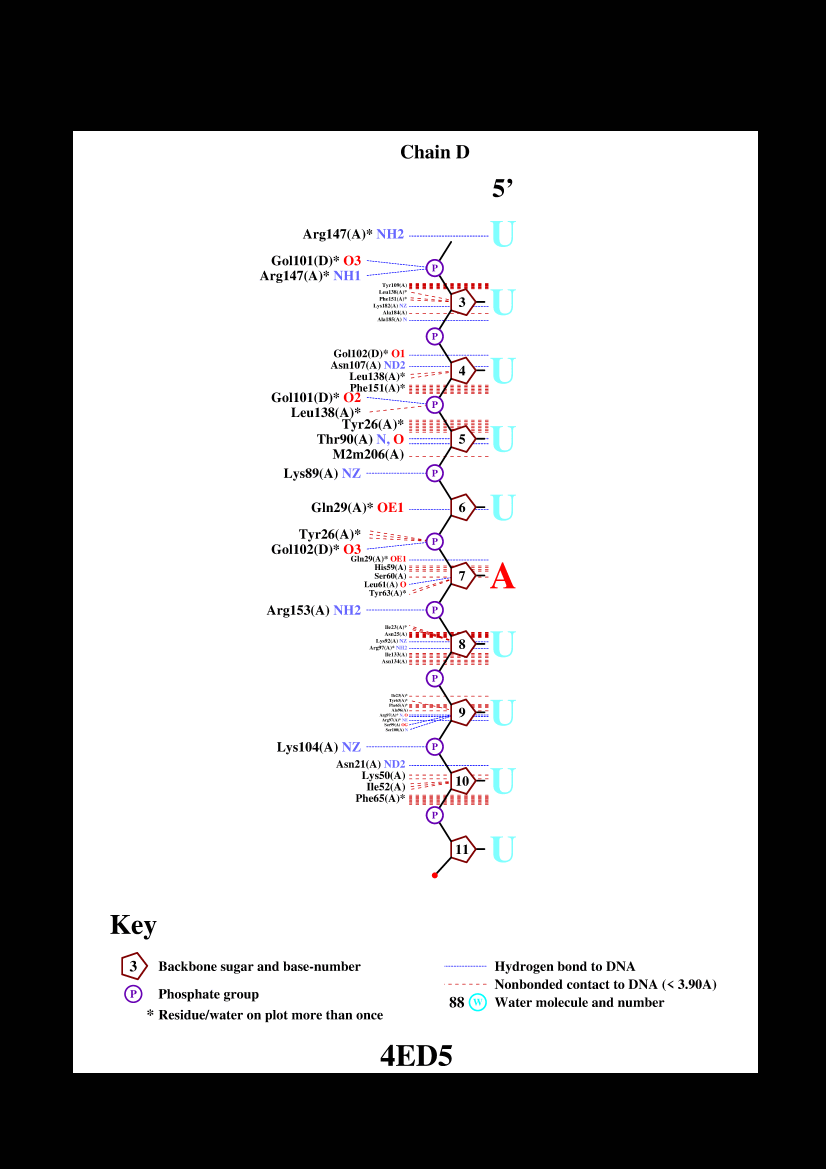 Chain D
5’
Arg147(A)* NH2
U
Gol101(D)* O3
P
Arg147(A)* NH1
Tyr109(A)
Leu138(A)*
Phe151(A)*
Lys182(A) NZ
Ala184(A)
Ala185(A) N
3
U
P
Gol102(D)* O1
Asn107(A) ND2
Leu138(A)*
Phe151(A)*
4
U
Gol101(D)* O2
P
Leu138(A)*
Tyr26(A)*
Thr90(A) N, O
M2m206(A)
5
U
Lys89(A) NZ
P
Gln29(A)* OE1
6
U
Tyr26(A)*
P
Gol102(D)* O3
Gln29(A)* OE1
His59(A)
Ser60(A)
Leu61(A) O
Tyr63(A)*
7
A
Arg153(A) NH2
P
Ile23(A)*
Asn25(A)
Lys92(A) NZ
Arg97(A)* NH2
Ile133(A)
Asn134(A)
8
U
P
9
U
Lys104(A) NZ
P
Asn21(A) ND2
Lys50(A)
Ile52(A)
Phe65(A)*
10
U
P
11
U
Key
3 Backbone sugar and base-number
P Phosphate group
* Residue/water on plot more than once
Hydrogen bond to DNA
Nonbonded contact to DNA (< 3.90A)
88 W Water molecule and number
4ED5